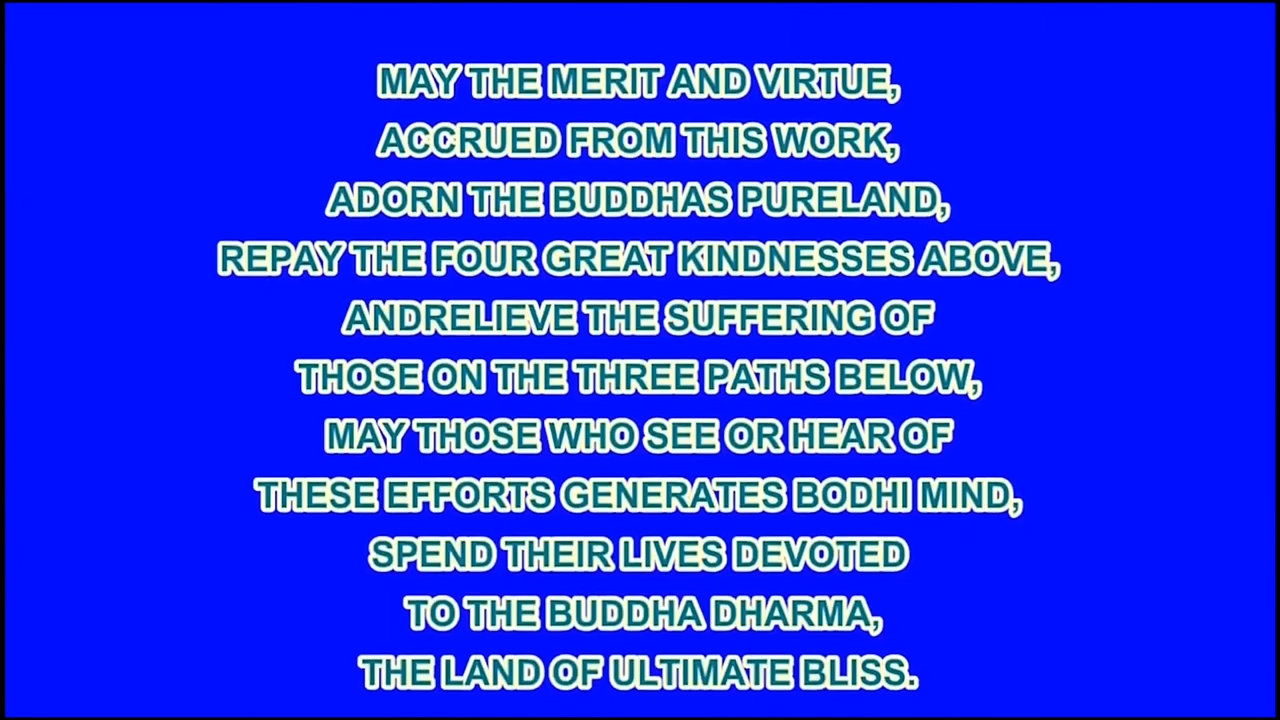 MAY THE MERIT AND VIRTUE,
ACCRUED FROM THIS WORK,
ADORN THE BUDDHAS PURELAND,
REPAY THE FOUR GREAT KINDNESSES ABOVE,
ANDRELIEVE THE SUFFERING OF
THOSE ON THE THREE PATHS BELOW,
MAY THOSE WHO SEE OR HEAR OF
THESE EFFORTS GENERATES BODHI MIND,
SPEND THEIR LIVES DEVOTED
TO THE BUDDHA DHARMA,
THE LAND OF ULTIMATE BLISS.